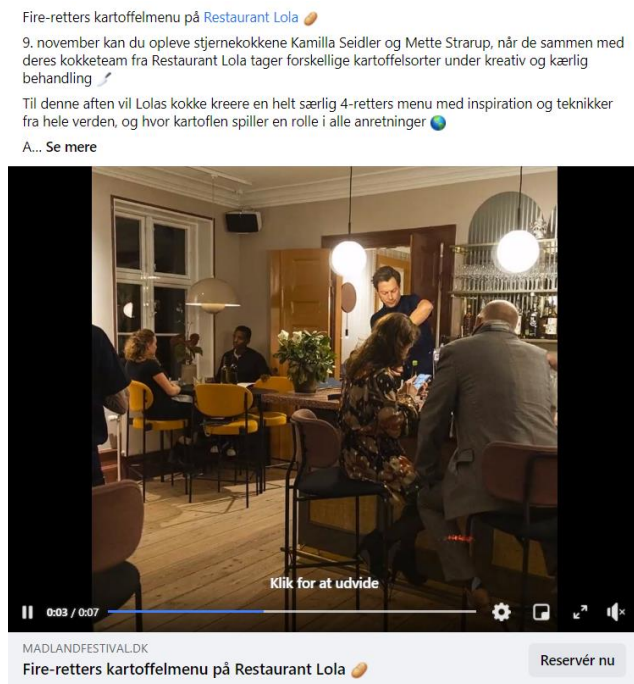 Fire-retters kartoffelmenu på Restaurant Lola 🥔
9. november kan du opleve stjernekokkene Kamilla Seidler og Mette Strarup, når de sammen med
deres kokketeam fra Restaurant Lola tager forskellige kartoffelsorter under kreativ og kærlig
behandling 🔪
Til denne aften vil Lolas kokke kreere en helt særlig 4-retters menu med inspiration og teknikker
fra hele verden, og hvor kartoflen spiller en rolle i alle anretninger 🌎
A... Se mere
Klik for at udvide
0:03 / 0:07
MADLANDFESTIVAL.DK
Fire-retters kartoffelmenu på Restaurant Lola 🥔
Reservér nu